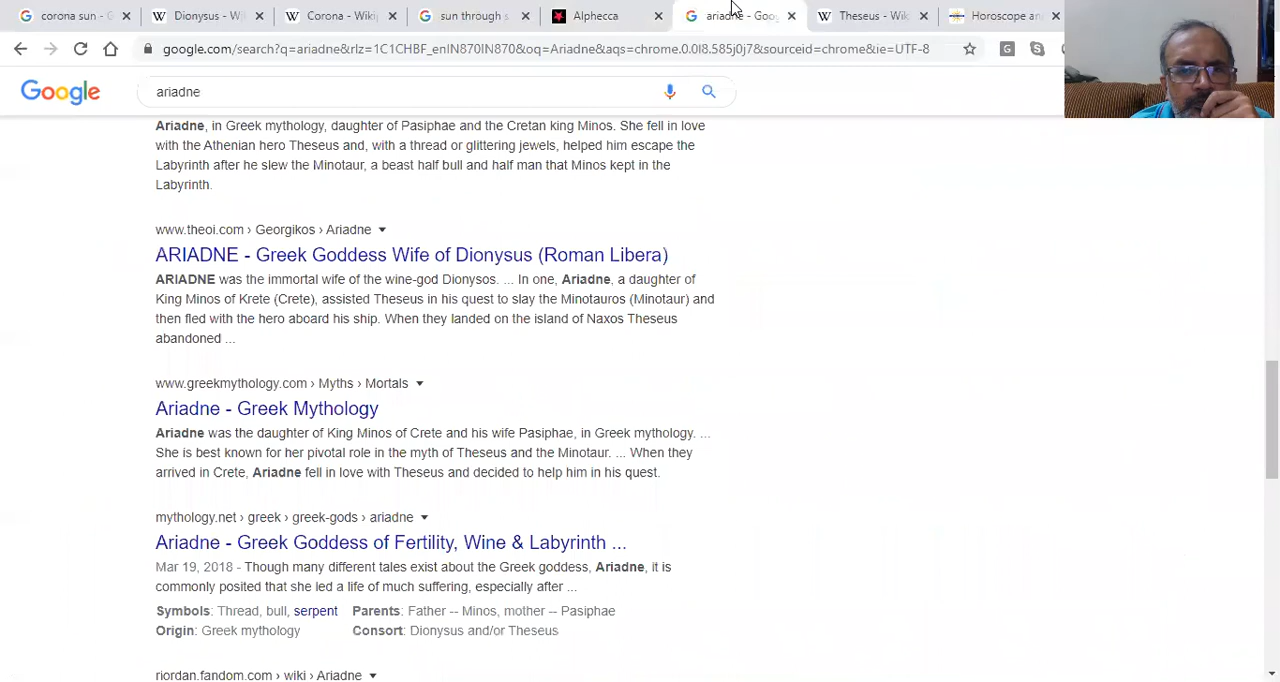 corona sun - G
Dionysus - Wi
Corona - Wikip
sun through s
Alphecca
ariadne - Goo
Theseus - Wik
Horoscope an
google.com/search?q=ariadne&rlz=1C1CHBF_enIN870IN870&oq=Ariadne&aqs=chrome.0.0l8.585j0j7&sourceid=chrome&ie=UTF-8
Google
ariadne
Ariadne, in Greek mythology, daughter of Pasiphae and the Cretan king Minos. She fell in love
with the Athenian hero Theseus and, with a thread or glittering jewels, helped him escape the
Labyrinth after he slew the Minotaur, a beast half bull and half man that Minos kept in the
Labyrinth.
www.theoi.com › Georgikos › Ariadne
ARIADNE - Greek Goddess Wife of Dionysus (Roman Libera)
ARIADNE was the immortal wife of the wine-god Dionysos. ... In one, Ariadne, a daughter of
King Minos of Krete (Crete), assisted Theseus in his quest to slay the Minotauros (Minotaur) and
then fled with the hero aboard his ship. When they landed on the island of Naxos Theseus
abandoned ...
www.greekmythology.com › Myths › Mortals
Ariadne - Greek Mythology
Ariadne was the daughter of King Minos of Crete and his wife Pasiphae, in Greek mythology. ...
She is best known for her pivotal role in the myth of Theseus and the Minotaur. ... When they
arrived in Crete, Ariadne fell in love with Theseus and decided to help him in his quest.
mythology.net › greek › greek-gods › ariadne
Ariadne - Greek Goddess of Fertility, Wine & Labyrinth ...
Mar 19, 2018 - Though many different tales exist about the Greek goddess, Ariadne, it is
commonly posited that she led a life of much suffering, especially after ...
Symbols: Thread, bull, serpent Parents: Father -- Minos, mother -- Pasiphae
Origin: Greek mythology Consort: Dionysus and/or Theseus
riordan.fandom.com › wiki › Ariadne